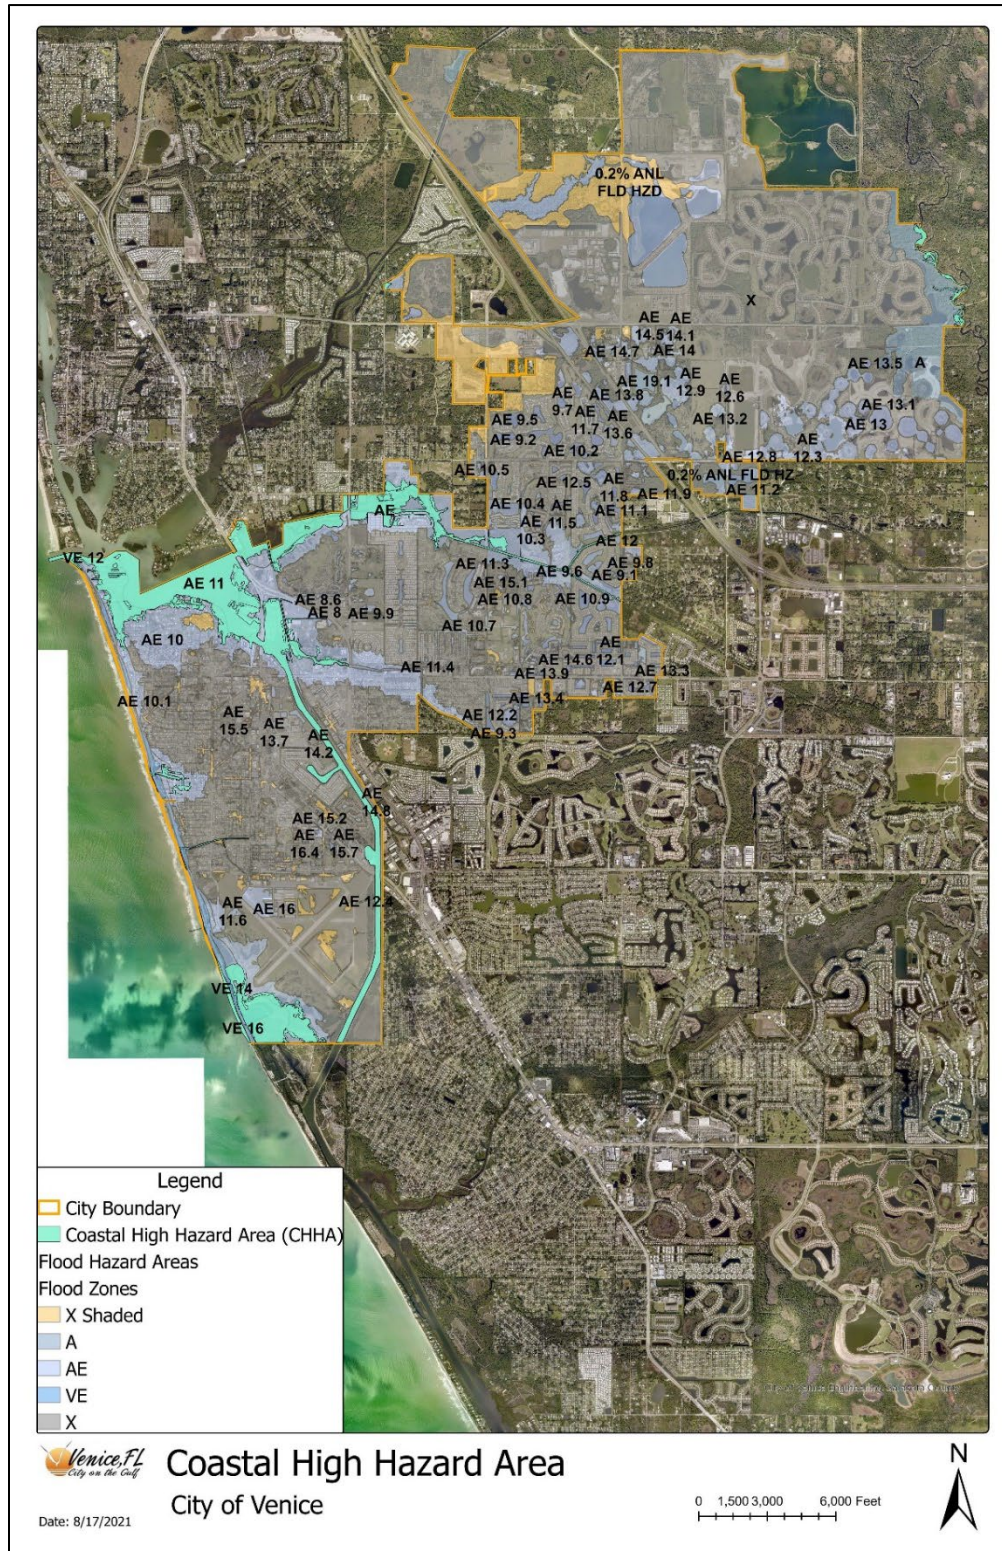 0.2% ANL
FLD HZD
X
AE
14.5
AE
14.1
AE 14.7
AE 14
AE 13.5
A
AE 19.1
AE
12.9
AE
12.6
AE
9.7
AE 13.8
AE 13.1
AE 9.5
AE
11.7
AE
13.6
AE 13.2
AE 13
AE 9.2
AE 10.2
AE
12.3
AE 12.8
AE 10.5
0.2% ANL FLD HZ
AE 12.5
AE
11.8
AE 11.9
AE 11.2
AE 10.4
AE
11.5
AE 11.1
AE
AE
10.3
AE 12
VE 12
AE 11.3
AE 9.6
AE 9.8
AE 9.1
AE 11
AE 15.1
AE 8.6
AE 10.8
AE 10.9
AE 8
AE 9.9
AE 10.7
AE 10
AE
12.1
AE 14.6
AE 11.4
AE 13.9
AE 13.3
AE 12.7
AE 10.1
AE 13.4
AE
15.5
AE
13.7
AE 12.2
AE
14.2
AE 9.3
AE
14.8
AE 15.2
AE
16.4
AE
15.7
AE
11.6
AE 16
AE 12.4
VE 14
VE 16
Legend
City Boundary
Coastal High Hazard Area (CHHA)
Flood Hazard Areas
Flood Zones
X Shaded
A
AE
VE
X
Venice, FL
City on the Gulf
Coastal High Hazard Area
City of Venice
Date: 8/17/2021
0 1,500 3,000 6,000 Feet
N